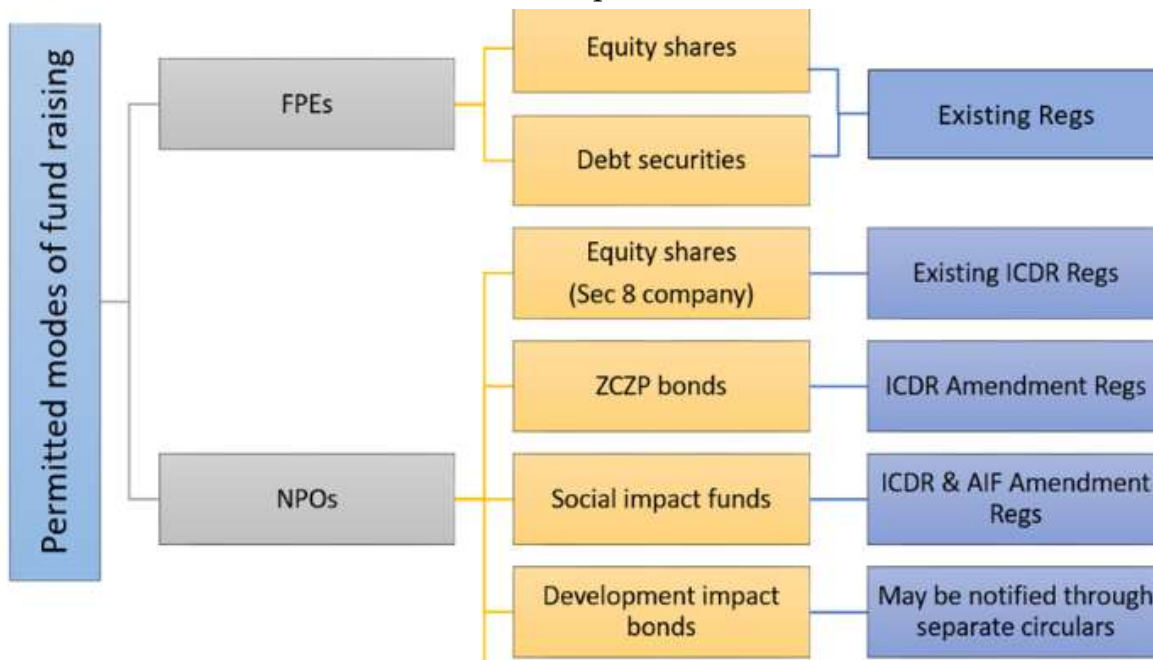 Permitted modes of fund raising
FPEs
Equity shares
Debt securities
Existing Regs
NPOs
Equity shares
(Sec 8 company)
Existing ICDR Regs
ZCZP bonds
ICDR Amendment Regs
Social impact funds
ICDR & AIF Amendment
Regs
Development impact
bonds
May be notified through
separate circulars